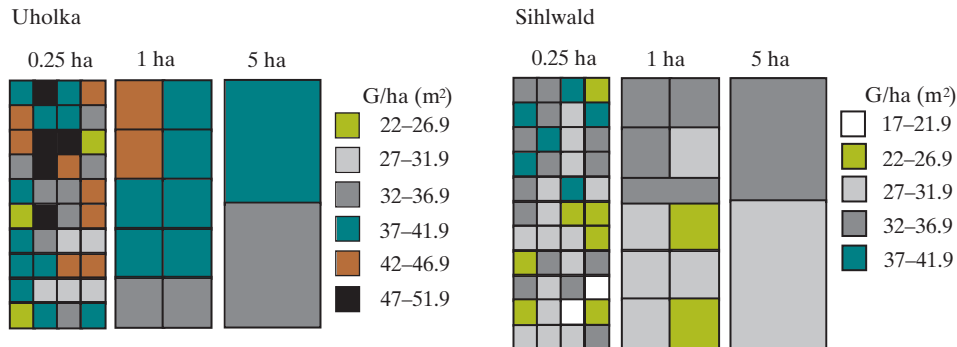 Uholka
0.25 ha
1 ha
5 ha
G/ha (m²)
22–26.9
27–31.9
32–36.9
37–41.9
42–46.9
47–51.9
Sihlwald
0.25 ha
1 ha
5 ha
G/ha (m²)
17–21.9
22–26.9
27–31.9
32–36.9
37–41.9